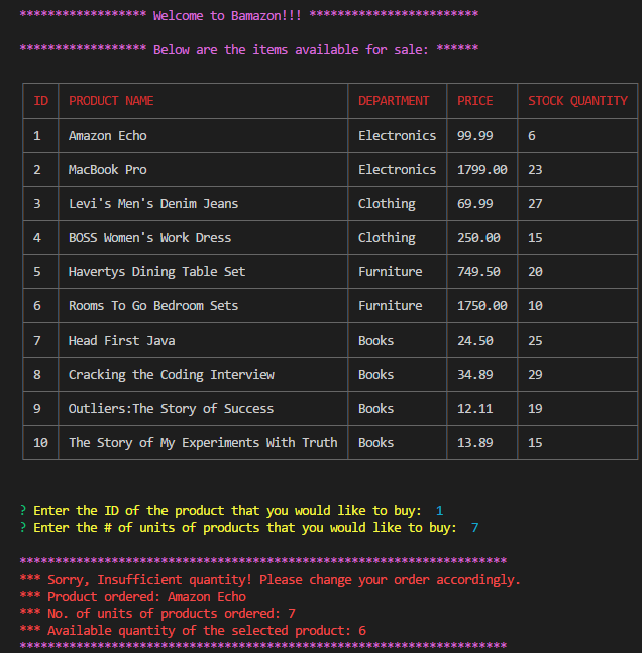 ****************** Welcome to Bamazon!!! ************************
****************** Below are the items available for sale: ******
ID PRODUCT NAME DEPARTMENT PRICE STOCK QUANTITY
1 Amazon Echo Electronics 99.99 6
2 MacBook Pro Electronics 1799.00 23
3 Levi's Men's Denim Jeans Clothing 69.99 27
4 BOSS Women's Work Dress Clothing 250.00 15
5 Havertys Dining Table Set Furniture 749.50 20
6 Rooms To Go Bedroom Sets Furniture 1750.00 10
7 Head First Java Books 24.50 25
8 Cracking the Coding Interview Books 34.89 29
9 Outliers:The Story of Success Books 12.11 19
10 The Story of My Experiments With Truth Books 13.89 15
? Enter the ID of the product that you would like to buy: 1
? Enter the # of units of products that you would like to buy: 7
*********************************************************************
*** Sorry, Insufficient quantity! Please change your order accordingly.
*** Product ordered: Amazon Echo
*** No. of units of products ordered: 7
*** Available quantity of the selected product: 6
*********************************************************************